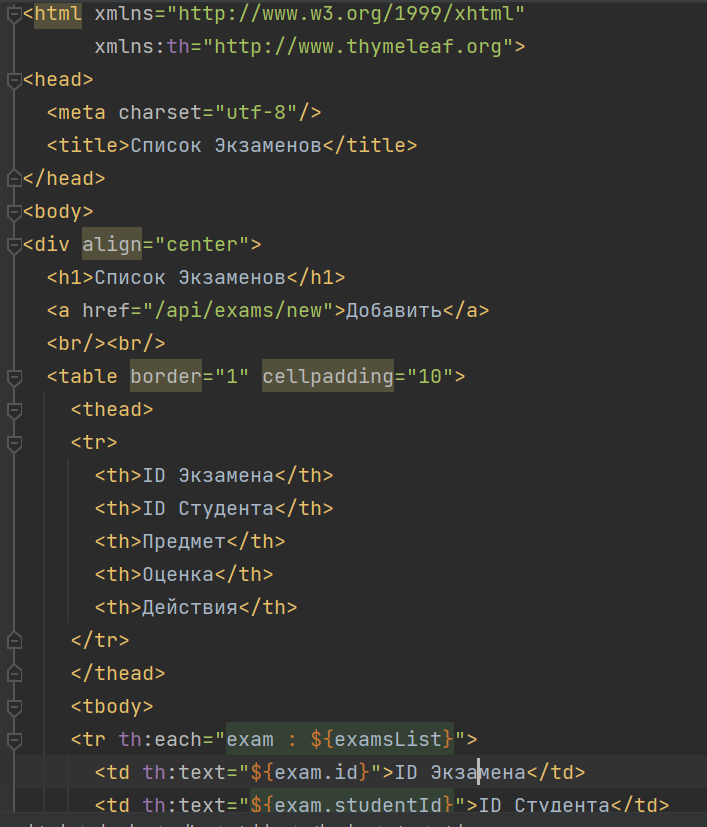 <html xmlns="http://www.w3.org/1999/xhtml"
xmlns:th="http://www.thymeleaf.org">
<head>
<meta charset="utf-8"/>
<title>Список Экзаменов</title>
</head>
<body>
<div align="center">
<h1>Список Экзаменов</h1>
<a href="/api/exams/new">Добавить</a>
<br/><br/>
<table border="1" cellpadding="10">
<thead>
<tr>
<th>ID Экзамена</th>
<th>ID Студента</th>
<th>Предмет</th>
<th>Оценка</th>
<th>Действия</th>
</tr>
</thead>
<tbody>
<tr th:each="exam : ${examsList}">
<td th:text="${exam.id}">ID Экзамена</td>
<td th:text="${exam.studentId}">ID Студента</td>